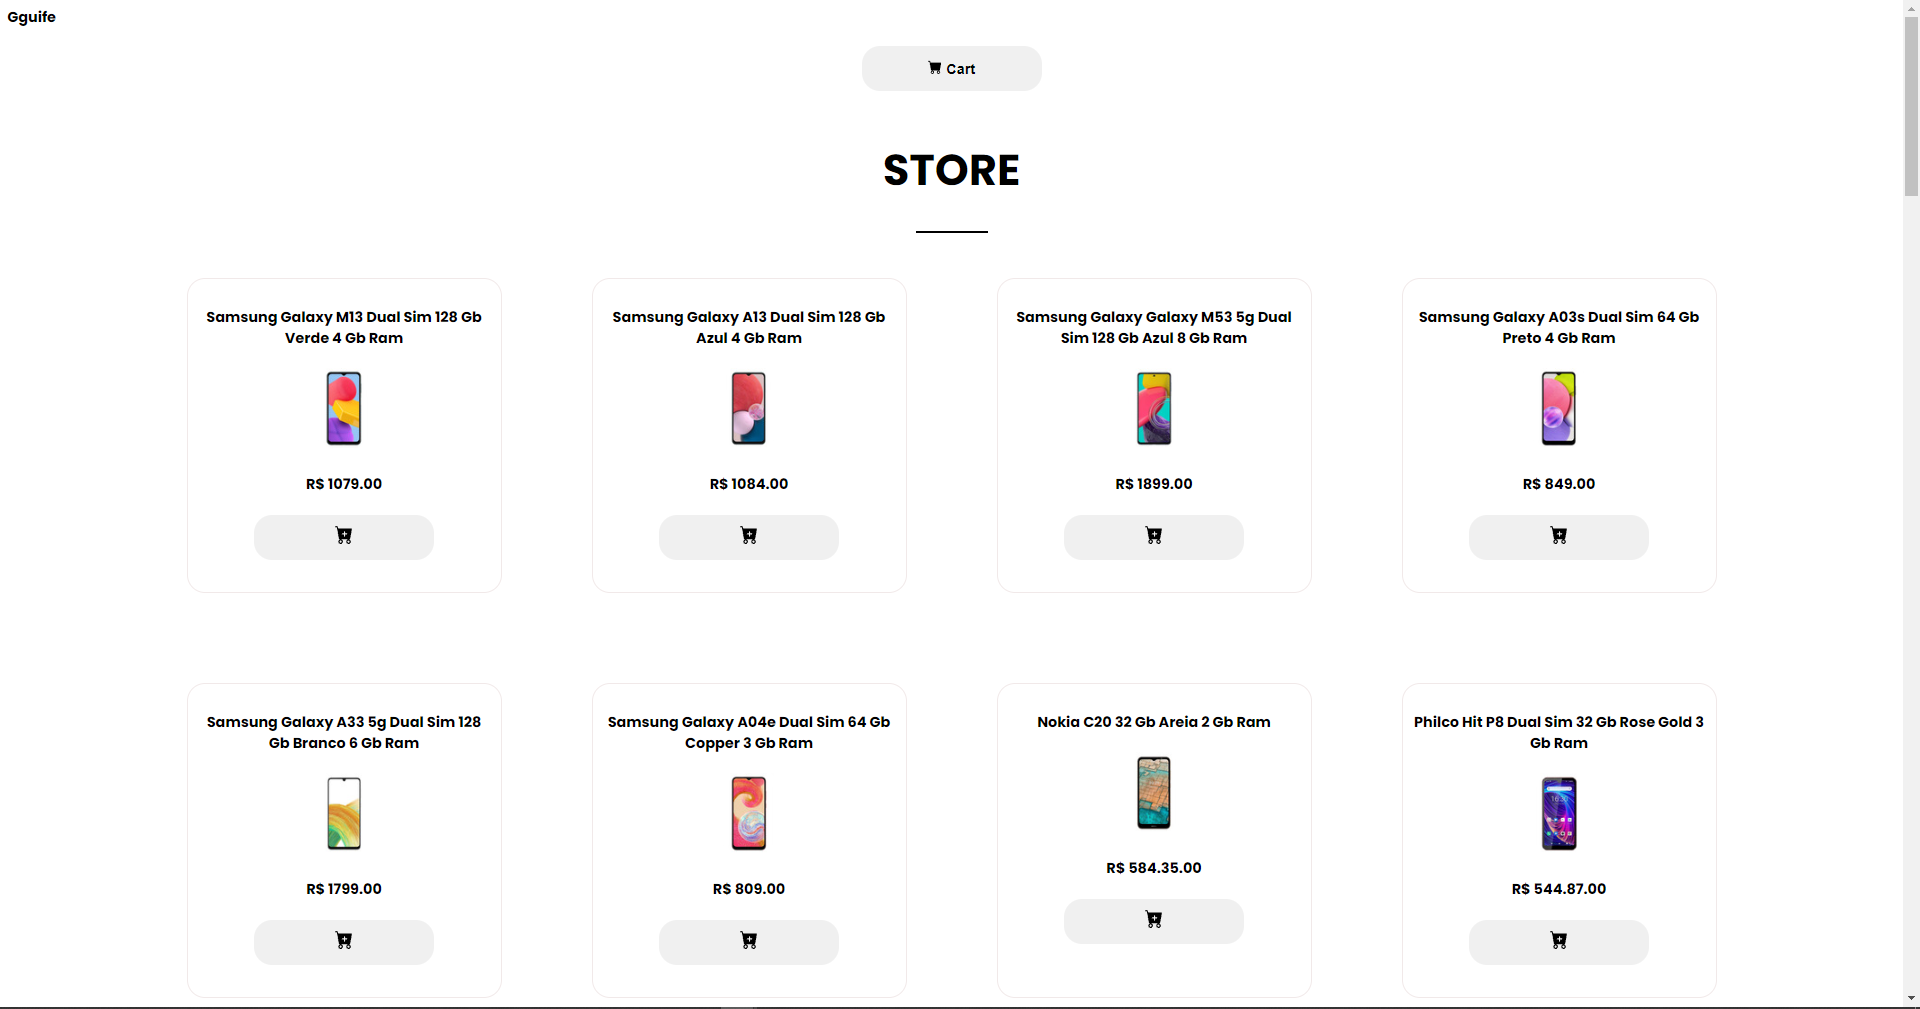 Gguife
Cart
STORE
Samsung Galaxy M13 Dual Sim 128 Gb
Verde 4 Gb Ram
R$ 1079.00
Samsung Galaxy A13 Dual Sim 128 Gb
Azul 4 Gb Ram
R$ 1084.00
Samsung Galaxy Galaxy M53 5g Dual
Sim 128 Gb Azul 8 Gb Ram
R$ 1899.00
Samsung Galaxy A03s Dual Sim 64 Gb
Preto 4 Gb Ram
R$ 849.00
Samsung Galaxy A33 5g Dual Sim 128
Gb Branco 6 Gb Ram
R$ 1799.00
Samsung Galaxy A04e Dual Sim 64 Gb
Copper 3 Gb Ram
R$ 809.00
Nokia C20 32 Gb Areia 2 Gb Ram
R$ 584.35.00
Philco Hit P8 Dual Sim 32 Gb Rose Gold 3
Gb Ram
16:30
R$ 544.87.00